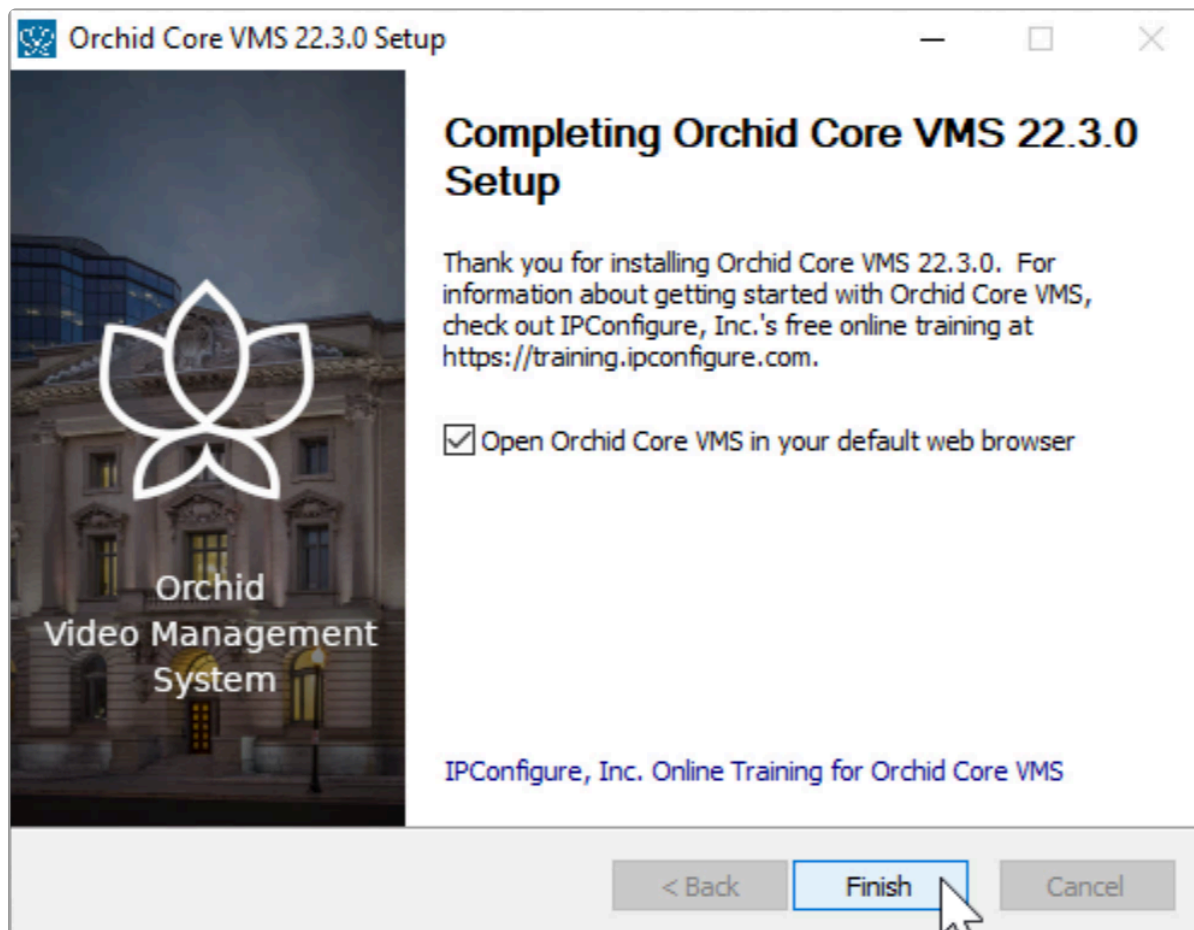 Orchid Core VMS 22.3.0 Setup
Completing Orchid Core VMS 22.3.0
Setup
Thank you for installing Orchid Core VMS 22.3.0.  For
information about getting started with Orchid Core VMS,
check out IPConfigure, Inc.'s free online training at
https://training.ipconfigure.com.
Open Orchid Core VMS in your default web browser
Orchid
Video Management
System
IPConfigure, Inc. Online Training for Orchid Core VMS
< Back
Finish
Cancel